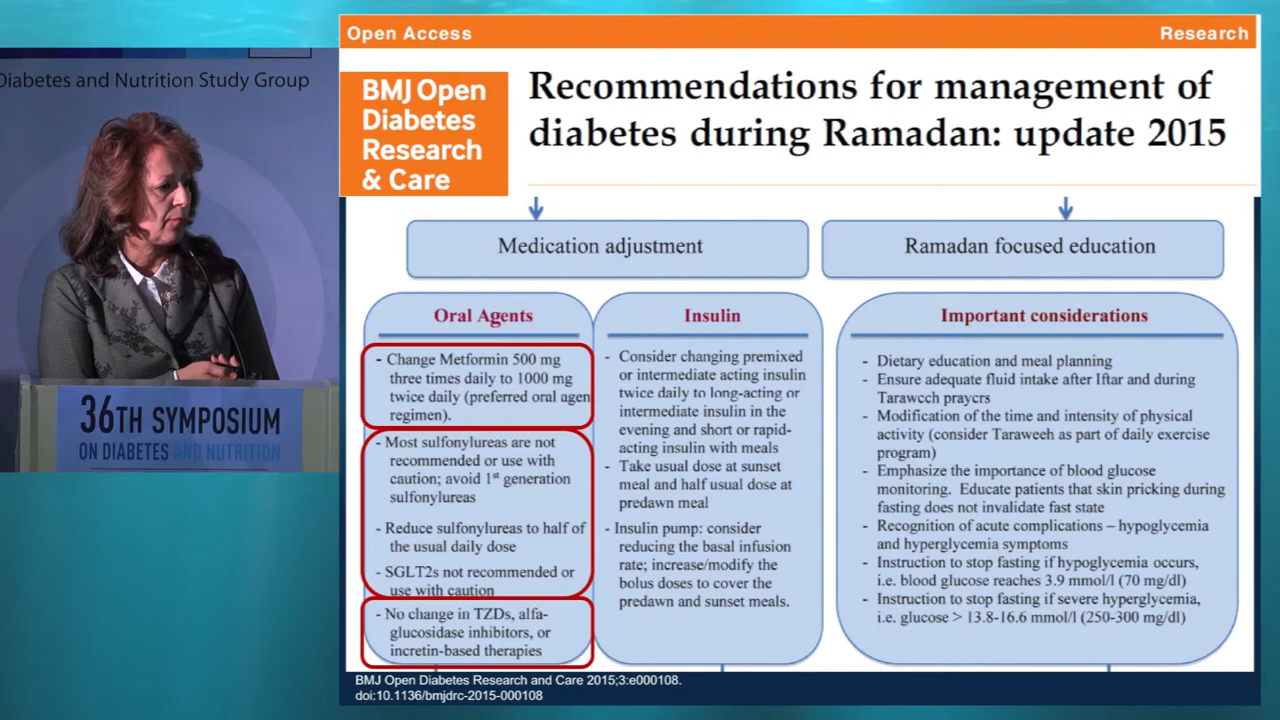 Diabetes and Nutrition Study Group
36TH SYMPOSIUM
ON DIABETES AND NUTRITION
Open Access
Research
BMJ Open
Diabetes
Research
& Care
Recommendations for management of
diabetes during Ramadan: update 2015
Medication adjustment
Ramadan focused education
Oral Agents
- Change Metformin 500 mg
three times daily to 1000 mg
twice daily (preferred oral agen
regimen).
- Most sulfonylureas are not
recommended or use with
caution; avoid 1st generation
sulfonylureas
- Reduce sulfonylureas to half of
the usual daily dose
- SGLT2s not recommended or
use with caution
- No change in TZDs, alfa-
glucosidase inhibitors, or
incretin-based therapies
Insulin
- Consider changing premixed
or intermediate acting insulin
twice daily to long-acting or
intermediate insulin in the
evening and short or rapid-
acting insulin with meals
- Take usual dose at sunset
meal and half usual dose at
predawn meal
- Insulin pump: consider
reducing the basal infusion
rate; increase/modify the
bolus doses to cover the
predawn and sunset meals.
Important considerations
- Dietary education and meal planning
- Ensure adequate fluid intake after Iftar and during
Taraweeh prayers
- Modification of the time and intensity of physical
activity (consider Taraweeh as part of daily exercise
program)
- Emphasize the importance of blood glucose
monitoring. Educate patients that skin pricking during
fasting does not invalidate fast state
- Recognition of acute complications – hypoglycemia
and hyperglycemia symptoms
- Instruction to stop fasting if hypoglycemia occurs,
i.e. blood glucose reaches 3.9 mmol/l (70 mg/dl)
- Instruction to stop fasting if severe hyperglycemia,
i.e. glucose > 13.8-16.6 mmol/l (250-300 mg/dl)
BMJ Open Diabetes Research and Care 2015;3:e000108.
doi:10.1136/bmjdrc-2015-000108